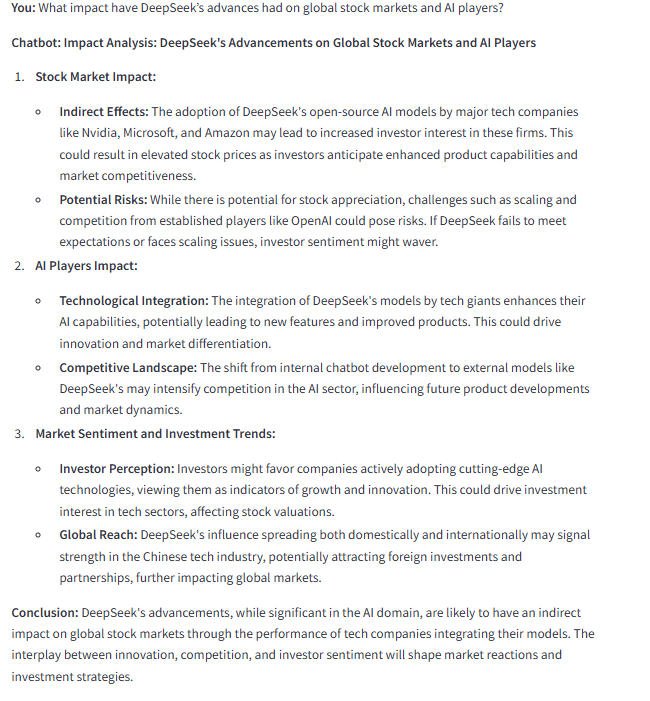 You: What impact have DeepSeek’s advances had on global stock markets and AI players?
Chatbot: Impact Analysis: DeepSeek's Advancements on Global Stock Markets and AI Players
1. Stock Market Impact:
Indirect Effects: The adoption of DeepSeek's open-source AI models by major tech companies
like Nvidia, Microsoft, and Amazon may lead to increased investor interest in these firms. This
could result in elevated stock prices as investors anticipate enhanced product capabilities and
market competitiveness.
Potential Risks: While there is potential for stock appreciation, challenges such as scaling and
competition from established players like OpenAI could pose risks. If DeepSeek fails to meet
expectations or faces scaling issues, investor sentiment might waver.
2. AI Players Impact:
Technological Integration: The integration of DeepSeek's models by tech giants enhances their
AI capabilities, potentially leading to new features and improved products. This could drive
innovation and market differentiation.
Competitive Landscape: The shift from internal chatbot development to external models like
DeepSeek's may intensify competition in the AI sector, influencing future product developments
and market dynamics.
3. Market Sentiment and Investment Trends:
Investor Perception: Investors might favor companies actively adopting cutting-edge AI
technologies, viewing them as indicators of growth and innovation. This could drive investment
interest in tech sectors, affecting stock valuations.
Global Reach: DeepSeek's influence spreading both domestically and internationally may signal
strength in the Chinese tech industry, potentially attracting foreign investments and
partnerships, further impacting global markets.
Conclusion: DeepSeek's advancements, while significant in the AI domain, are likely to have an indirect
impact on global stock markets through the performance of tech companies integrating their models. The
interplay between innovation, competition, and investor sentiment will shape market reactions and
investment strategies.